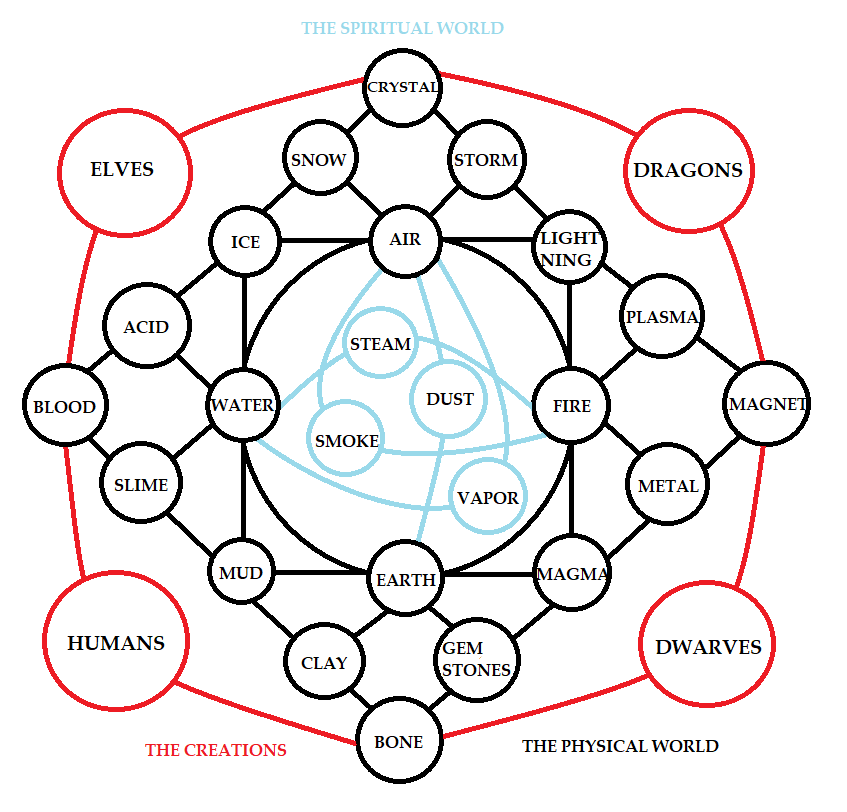 THE SPIRITUAL WORLD
CRYSTAL
SNOW
STORM
ELVES
DRAGONS
ICE
AIR
LIGHT
NING
ACID
PLASMA
STEAM
BLOOD
WATER
DUST
FIRE
MAGNET
SMOKE
SLIME
VAPOR
METAL
MUD
EARTH
MAGMA
HUMANS
CLAY
GEM
STONES
DWARVES
BONE
THE CREATIONS
THE PHYSICAL WORLD